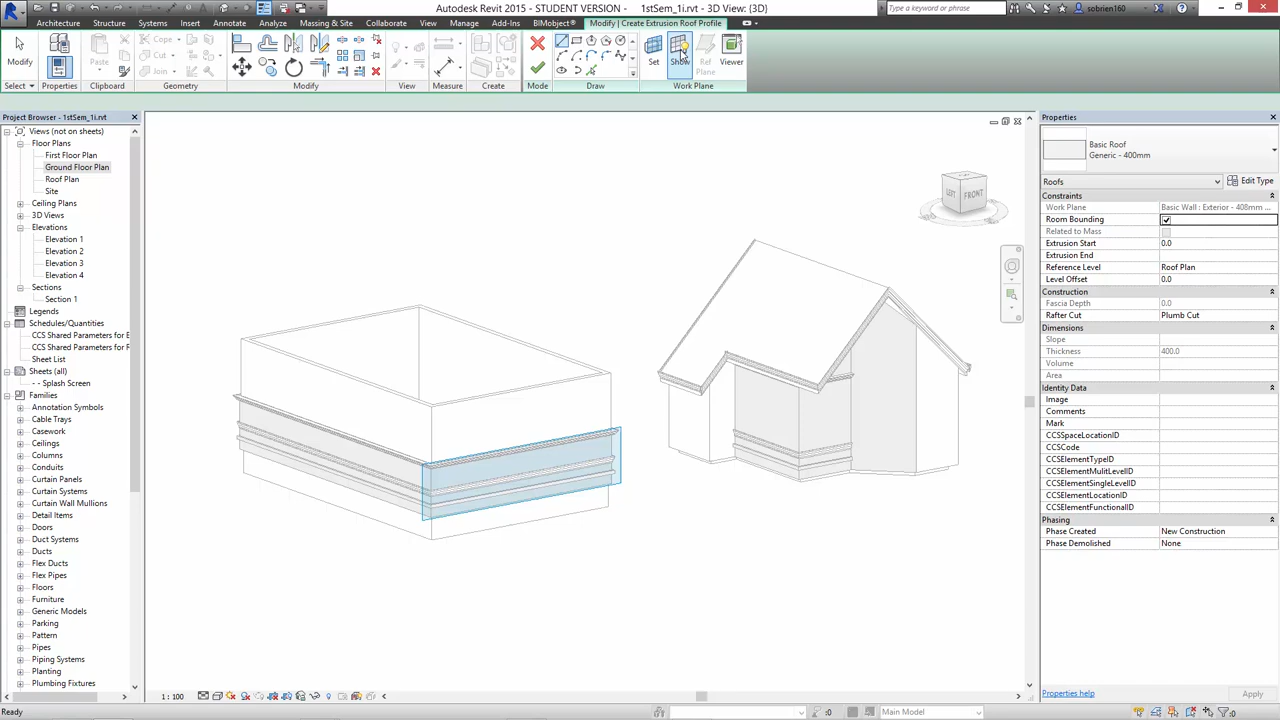 Autodesk Revit 2015 - STUDENT VERSION - 1stSem_1i.rvt - 3D View: {3D}
Type a keyword or phrase
sobrien160
Architecture Structure Systems Insert Annotate Analyze Massing & Site Collaborate View Manage Add-Ins BIMobject® Modify | Create Extrusion Roof Profile
Modify
Paste
Cope
Cut
Join
Set
Show
Ref
Plane
Viewer
Select Properties Clipboard Geometry Modify View Measure Create Mode Draw Work Plane
Project Browser - 1stSem_1i.rvt
Views (not on sheets)
Floor Plans
First Floor Plan
Ground Floor Plan
Roof Plan
Site
Ceiling Plans
3D Views
Elevations
Elevation 1
Elevation 2
Elevation 3
Elevation 4
Sections
Section 1
Legends
Schedules/Quantities
CCS Shared Parameters for E
CCS Shared Parameters for F
Sheet List
Sheets (all)
- - Splash Screen
Families
Annotation Symbols
Cable Trays
Casework
Ceilings
Columns
Conduits
Curtain Panels
Curtain Systems
Curtain Wall Mullions
Detail Items
Doors
Duct Systems
Ducts
Flex Ducts
Flex Pipes
Floors
Furniture
Generic Models
Parking
Pattern
Pipes
Piping Systems
Planting
Plumbing Fixtures
LEFT
FRONT
Properties
Basic Roof
Generic - 400mm
Roofs
Edit Type
Constraints
Work Plane Basic Wall : Exterior - 408mm ...
Room Bounding
Related to Mass
Extrusion Start 0.0
Extrusion End
Reference Level Roof Plan
Level Offset 0.0
Construction
Fascia Depth 0.0
Rafter Cut Plumb Cut
Dimensions
Slope
Thickness 400.0
Volume
Area
Identity Data
Image
Comments
Mark
CCSSpaceLocationID
CCSCode
CCSElementTypeID
CCSElementMulitLevelID
CCSElementSingleLevelID
CCSElementLocationID
CCSElementFunctionalID
Phasing
Phase Created New Construction
Phase Demolished None
Properties help
Apply
1 : 100
Ready
:0
Main Model
:0